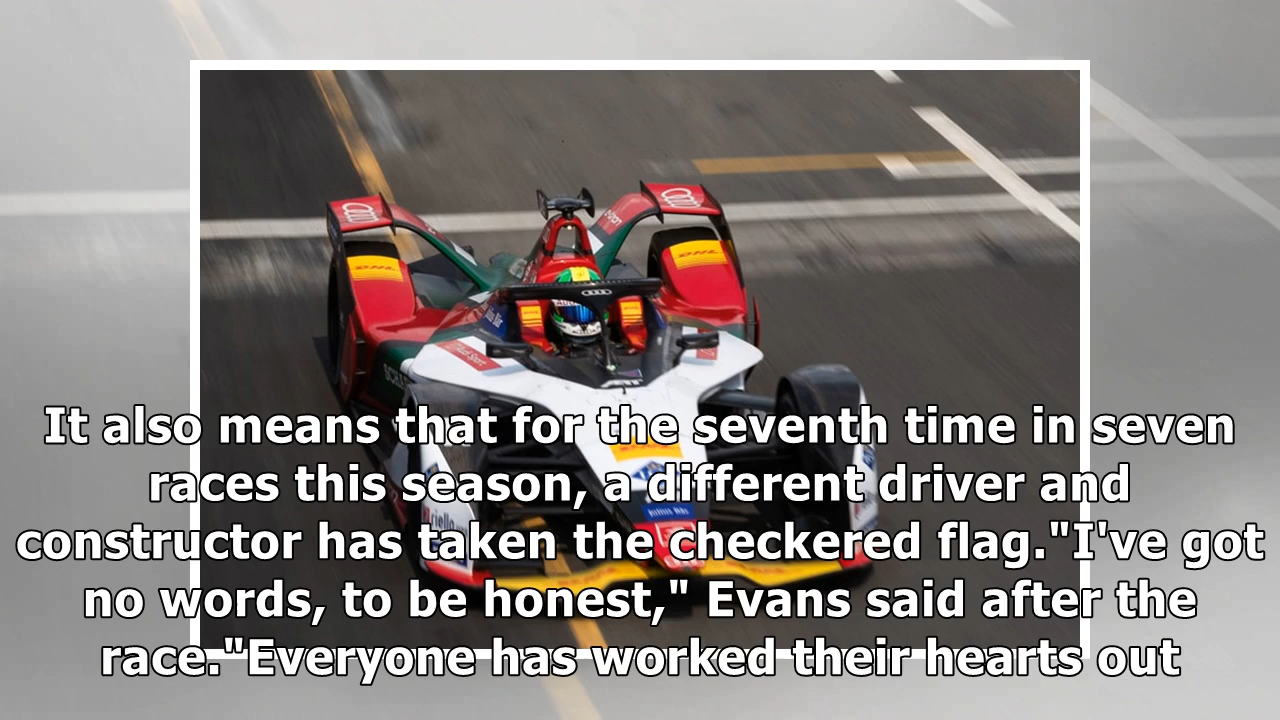 DHL
DHL
It also means that for the seventh time in seven
races this season, a different driver and
constructor has taken the checkered flag."I've got
no words, to be honest," Evans said after the
race."Everyone has worked their hearts out